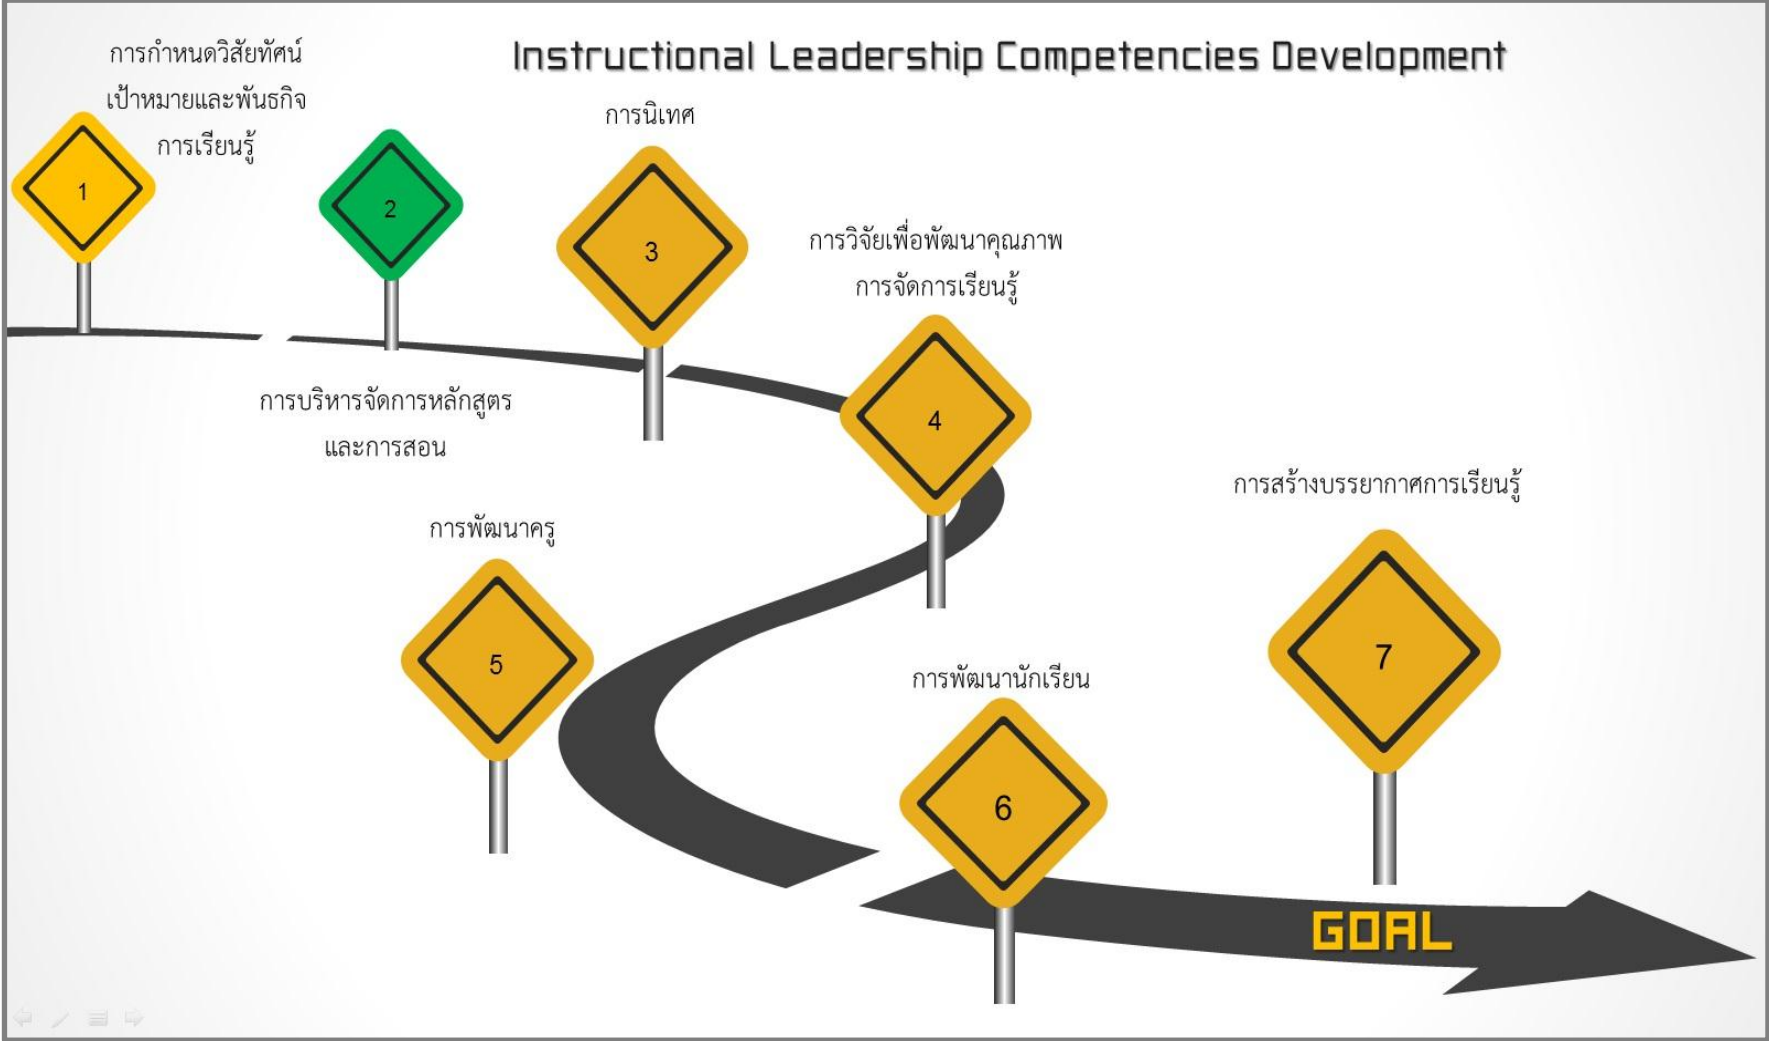 Instructional Leadership Competencies Development
การกำหนดวิสัยทัศน์
เป้าหมายและพันธกิจ
การเรียนรู้
1
2
การบริหารจัดการหลักสูตร
และการสอน
การนิเทศ
3
การวิจัยเพื่อพัฒนาคุณภาพ
การจัดการเรียนรู้
4
การพัฒนาครู
5
การพัฒนานักเรียน
6
การสร้างบรรยากาศการเรียนรู้
7
GOAL